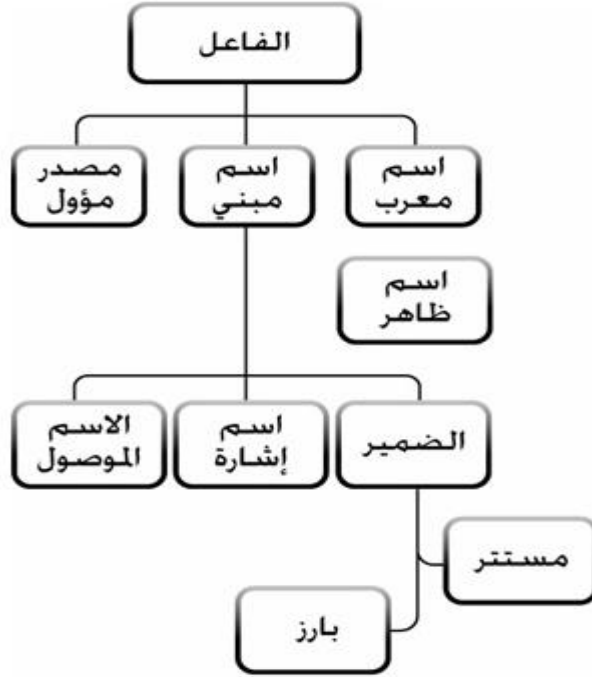 الفاعل
اسم
معرب
اسم
مبني
مصدر
مؤول
اسم
ظاهر
الضمير
اسم
إشارة
الاسم
الموصول
مستتر
بارز